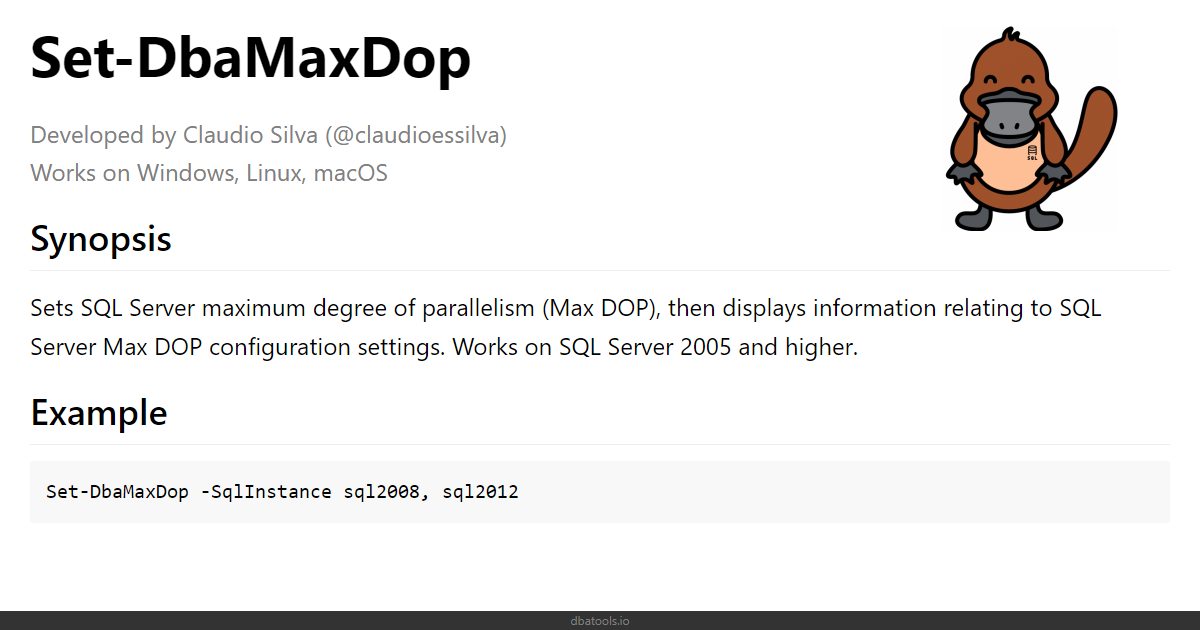 Set-DbaMaxDop
Developed by Claudio Silva (@claudioessilva)
Works on Windows, Linux, macOS
SQL
Synopsis
Sets SQL Server maximum degree of parallelism (Max DOP), then displays information relating to SQL
Server Max DOP configuration settings. Works on SQL Server 2005 and higher.
Example
Set-DbaMaxDop -SqlInstance sql2008, sql2012
dbatools.io